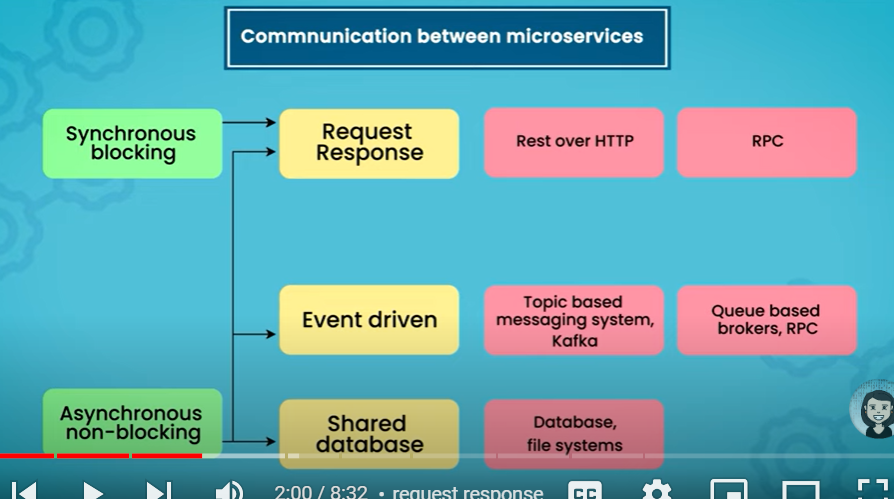 Commnunication between microservices
Synchronous
blocking
Request
Response
Rest over HTTP
RPC
Event driven
Topic based
messaging system,
Kafka
Queue based
brokers, RPC
Asynchronous
non-blocking
Shared
database
Database,
file systems
2:00 / 8:32 • request response
CC